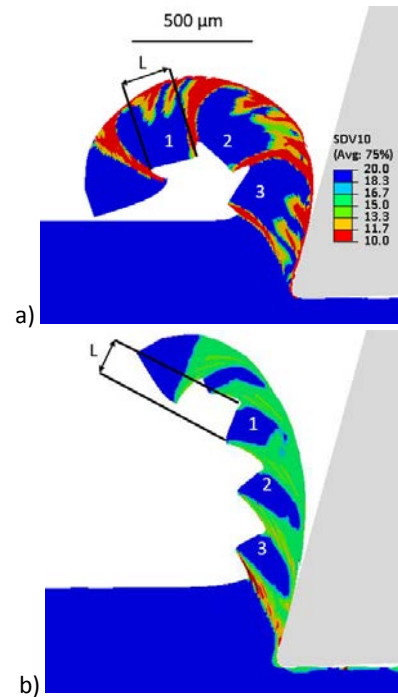 500 µm
L
1
2
3
SDV10
(Avg: 75%)
20.0
18.3
16.7
15.0
13.3
11.7
10.0
a)
L
1
2
3
b)